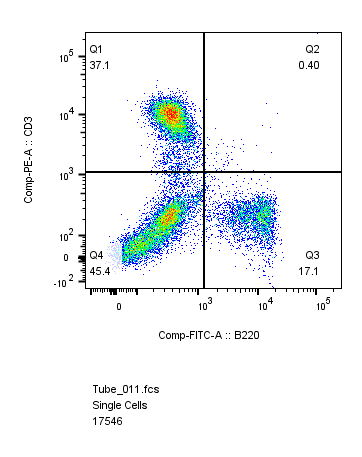 Q1
37.1
Q2
0.40
10^5
10^4
10^3
10^2
0
-10^2
Comp-PE-A :: CD3
Q4
45.4
Q3
17.1
0
10^3
10^4
10^5
Comp-FITC-A :: B220
Tube_011.fcs
Single Cells
17546